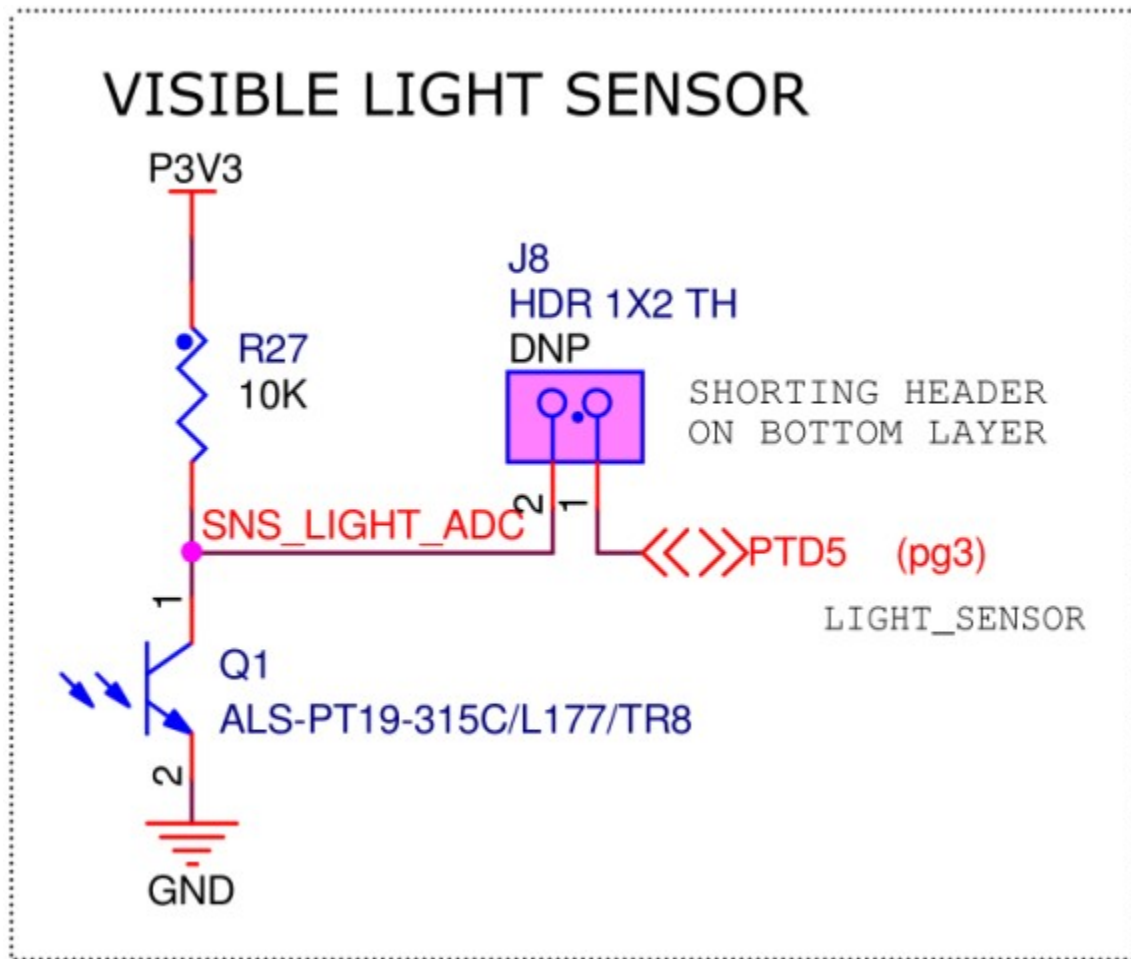 VISIBLE LIGHT SENSOR
P3V3
J8
HDR 1X2 TH
DNP
R27
10K
SHORTING HEADER
ON BOTTOM LAYER
SNS_LIGHT_ADC
2
1
PTD5 (pg3)
LIGHT_SENSOR
1
Q1
ALS-PT19-315C/L177/TR8
2
GND